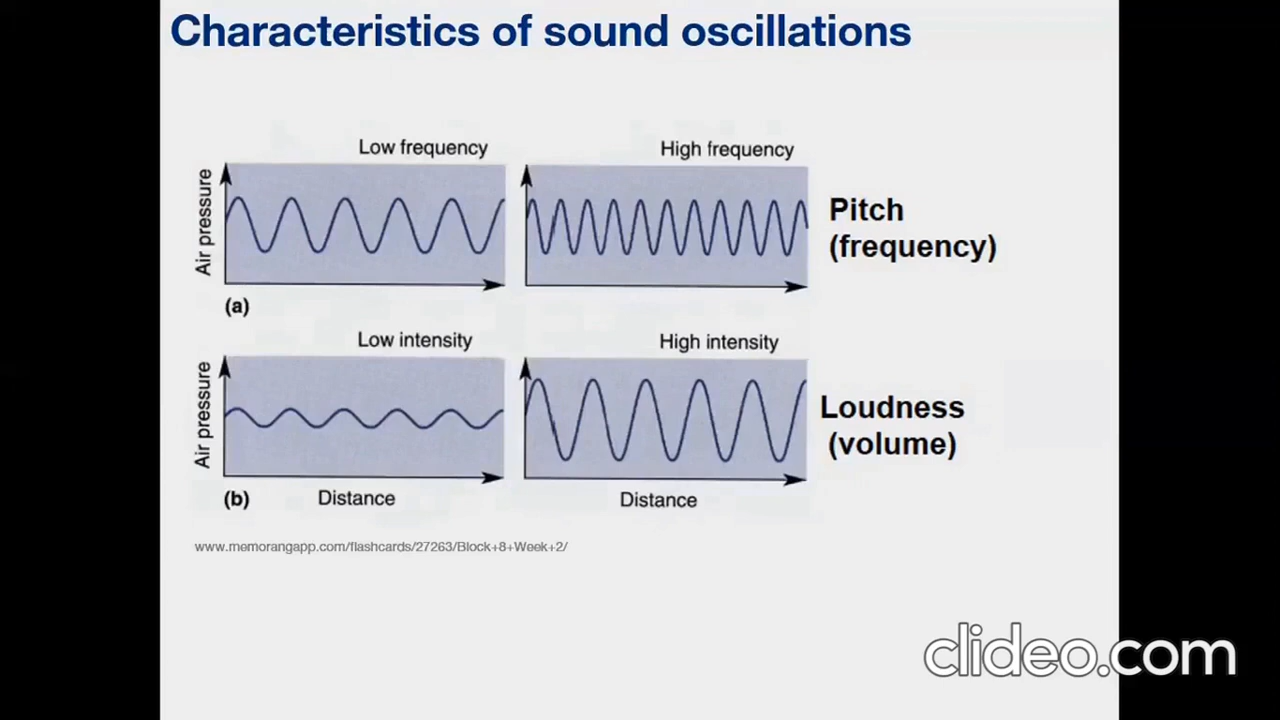 Characteristics of sound oscillations
Low frequency
High frequency
Air pressure
Pitch
(frequency)
(a)
Low intensity
High intensity
Air pressure
Loudness
(volume)
(b)
Distance
Distance
www.memorangapp.com/flashcards/27263/Block+8+Week+2/
clideo.com